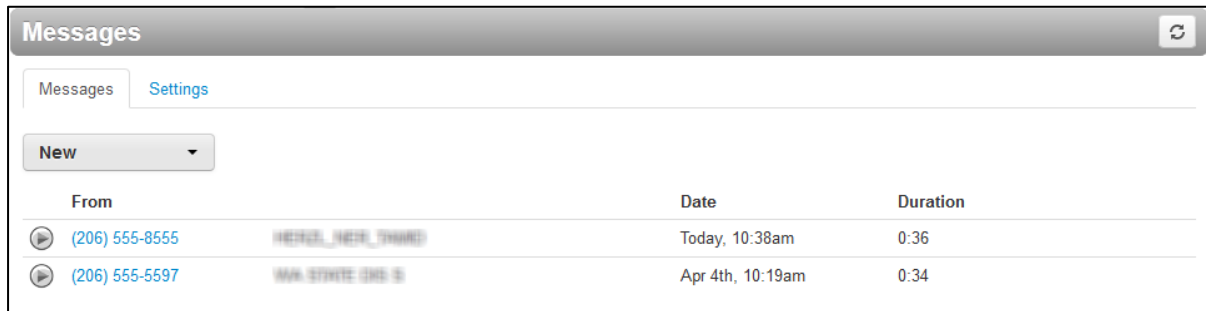 Messages
Messages Settings
New
From Date Duration
(206) 555-8555 Today, 10:38am 0:36
(206) 555-5597 Apr 4th, 10:19am 0:34